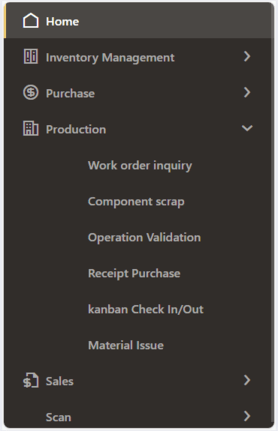 Home
Inventory Management
Purchase
Production
Work order inquiry
Component scrap
Operation Validation
Receipt Purchase
kanban Check In/Out
Material Issue
Sales
Scan